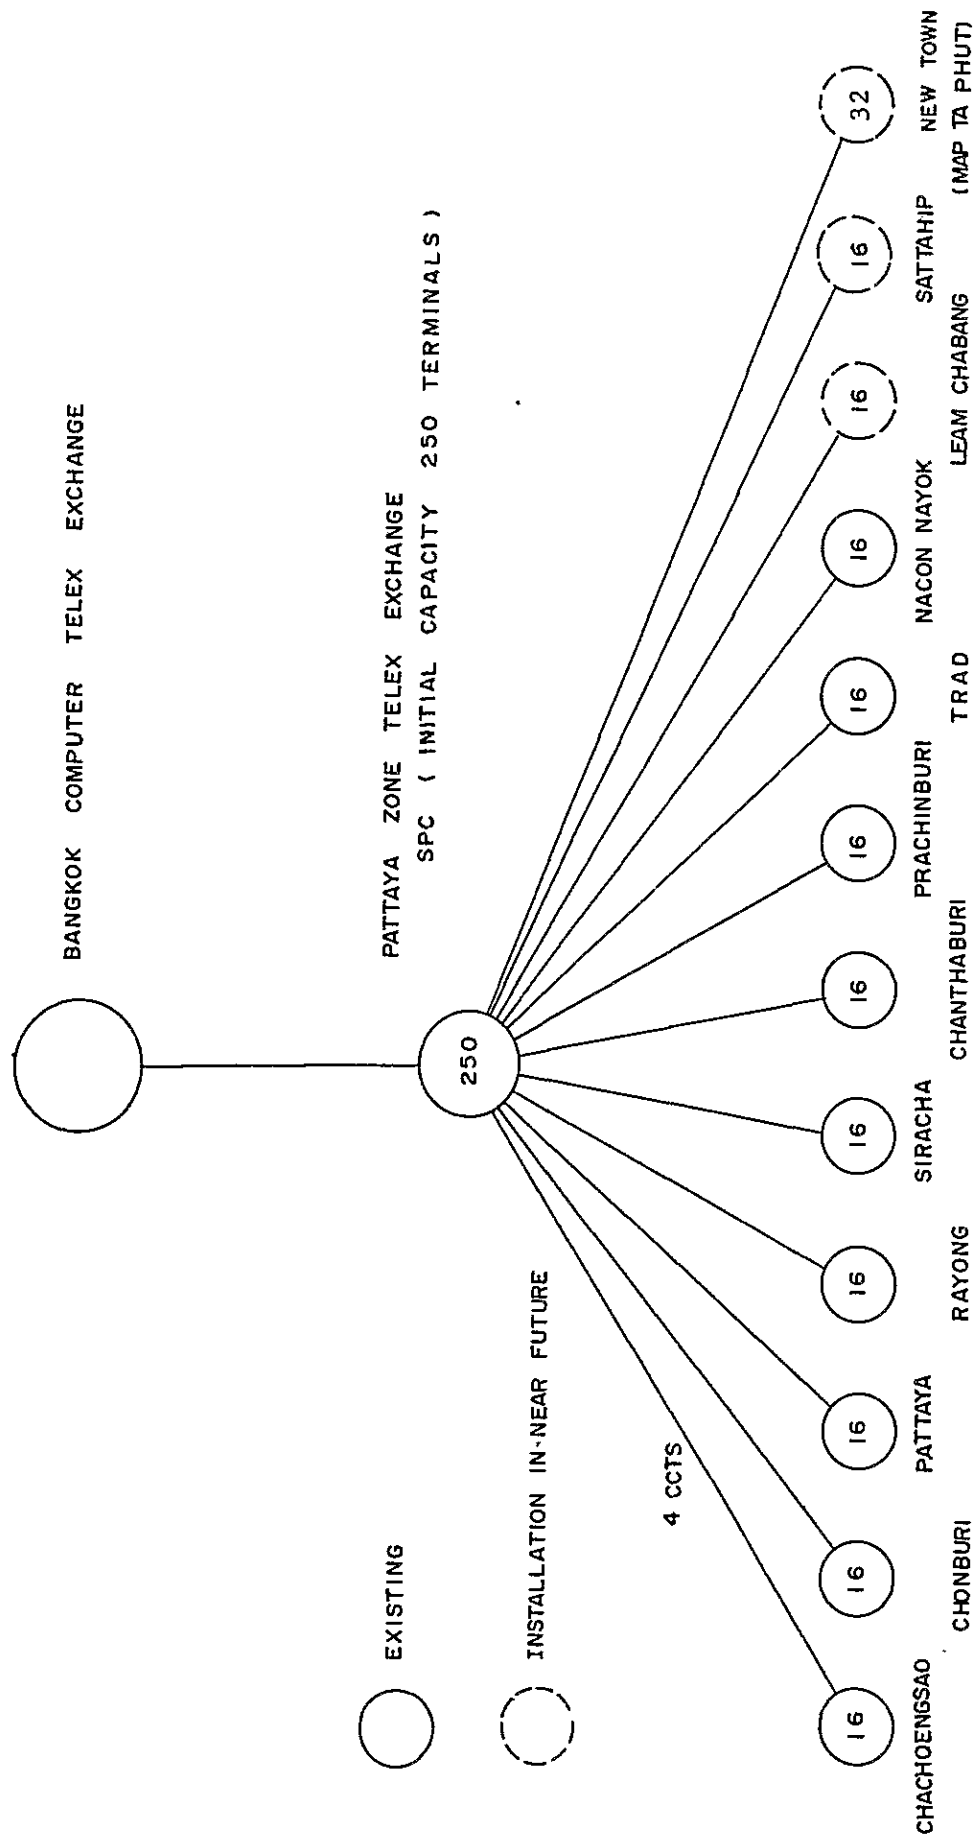 BANGKOK COMPUTER TELEX EXCHANGE
PATTAYA ZONE TELEX EXCHANGE
SPC ( INITIAL CAPACITY 250 TERMINALS )
250
EXISTING
INSTALLATION IN-NEAR FUTURE
4 CCTS
16
16
16
16
16
16
16
16
16
16
16
32
CHACHOENGSAO
CHONBURI
PATTAYA
RAYONG
SIRACHA
CHANTHABURI
PRACHINBURI
TRAD
NACON NAYOK
LEAM CHABANG
SATTAHIP
NEW TOWN
(MAP TA PHUT)